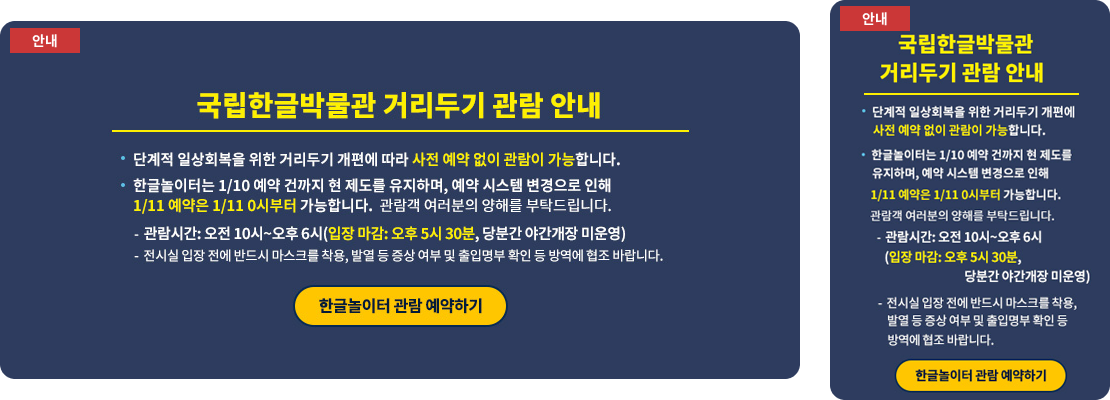 안내
국립한글박물관 거리두기 관람 안내
• 단계적 일상회복을 위한 거리두기 개편에 따라 사전 예약 없이 관람이 가능합니다.
• 한글놀이터는 1/10 예약 건까지 현 제도를 유지하며, 예약 시스템 변경으로 인해
1/11 예약은 1/11 0시부터 가능합니다. 관람객 여러분의 양해를 부탁드립니다.
- 관람시간: 오전 10시~오후 6시(입장 마감: 오후 5시 30분, 당분간 야간개장 미운영)
- 전시실 입장 전에 반드시 마스크를 착용, 발열 등 증상 여부 및 출입명부 확인 등 방역에 협조 바랍니다.
한글놀이터 관람 예약하기
안내
국립한글박물관
거리두기 관람 안내
• 단계적 일상회복을 위한 거리두기 개편에
사전 예약 없이 관람이 가능합니다.
• 한글놀이터는 1/10 예약 건까지 현 제도를
유지하며, 예약 시스템 변경으로 인해
1/11 예약은 1/11 0시부터 가능합니다.
관람객 여러분의 양해를 부탁드립니다.
- 관람시간: 오전 10시~오후 6시
(입장 마감: 오후 5시 30분,
당분간 야간개장 미운영)
- 전시실 입장 전에 반드시 마스크를 착용,
발열 등 증상 여부 및 출입명부 확인 등
방역에 협조 바랍니다.
한글놀이터 관람 예약하기